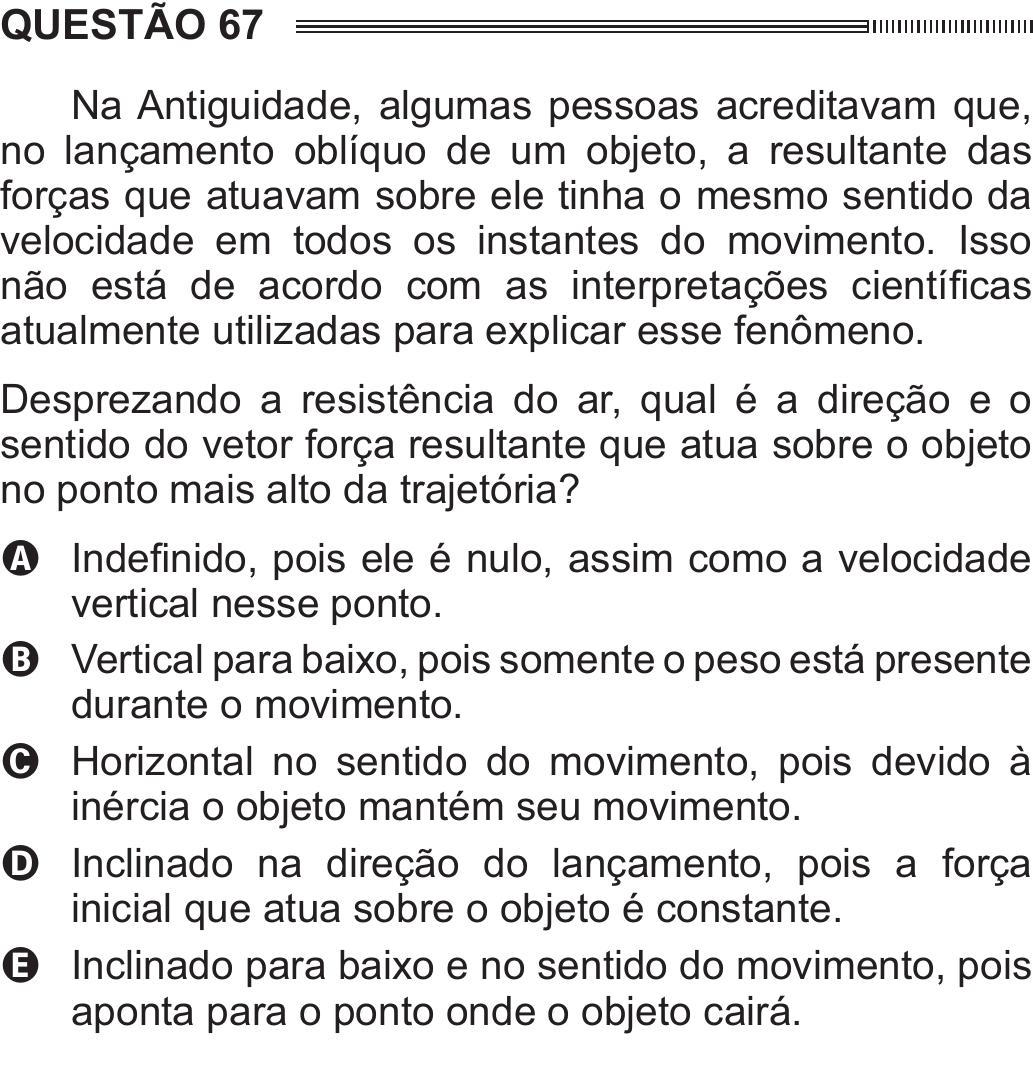 QUESTÃO 67
Na Antiguidade, algumas pessoas acreditavam que,
no lançamento oblíquo de um objeto, a resultante das
forças que atuavam sobre ele tinha o mesmo sentido da
velocidade em todos os instantes do movimento. Isso
não está de acordo com as interpretações científicas
atualmente utilizadas para explicar esse fenômeno.
Desprezando a resistência do ar, qual é a direção e o
sentido do vetor força resultante que atua sobre o objeto
no ponto mais alto da trajetória?
A Indefinido, pois ele é nulo, assim como a velocidade
vertical nesse ponto.
B Vertical para baixo, pois somente o peso está presente
durante o movimento.
C Horizontal no sentido do movimento, pois devido à
inércia o objeto mantém seu movimento.
D Inclinado na direção do lançamento, pois a força
inicial que atua sobre o objeto é constante.
E Inclinado para baixo e no sentido do movimento, pois
aponta para o ponto onde o objeto cairá.